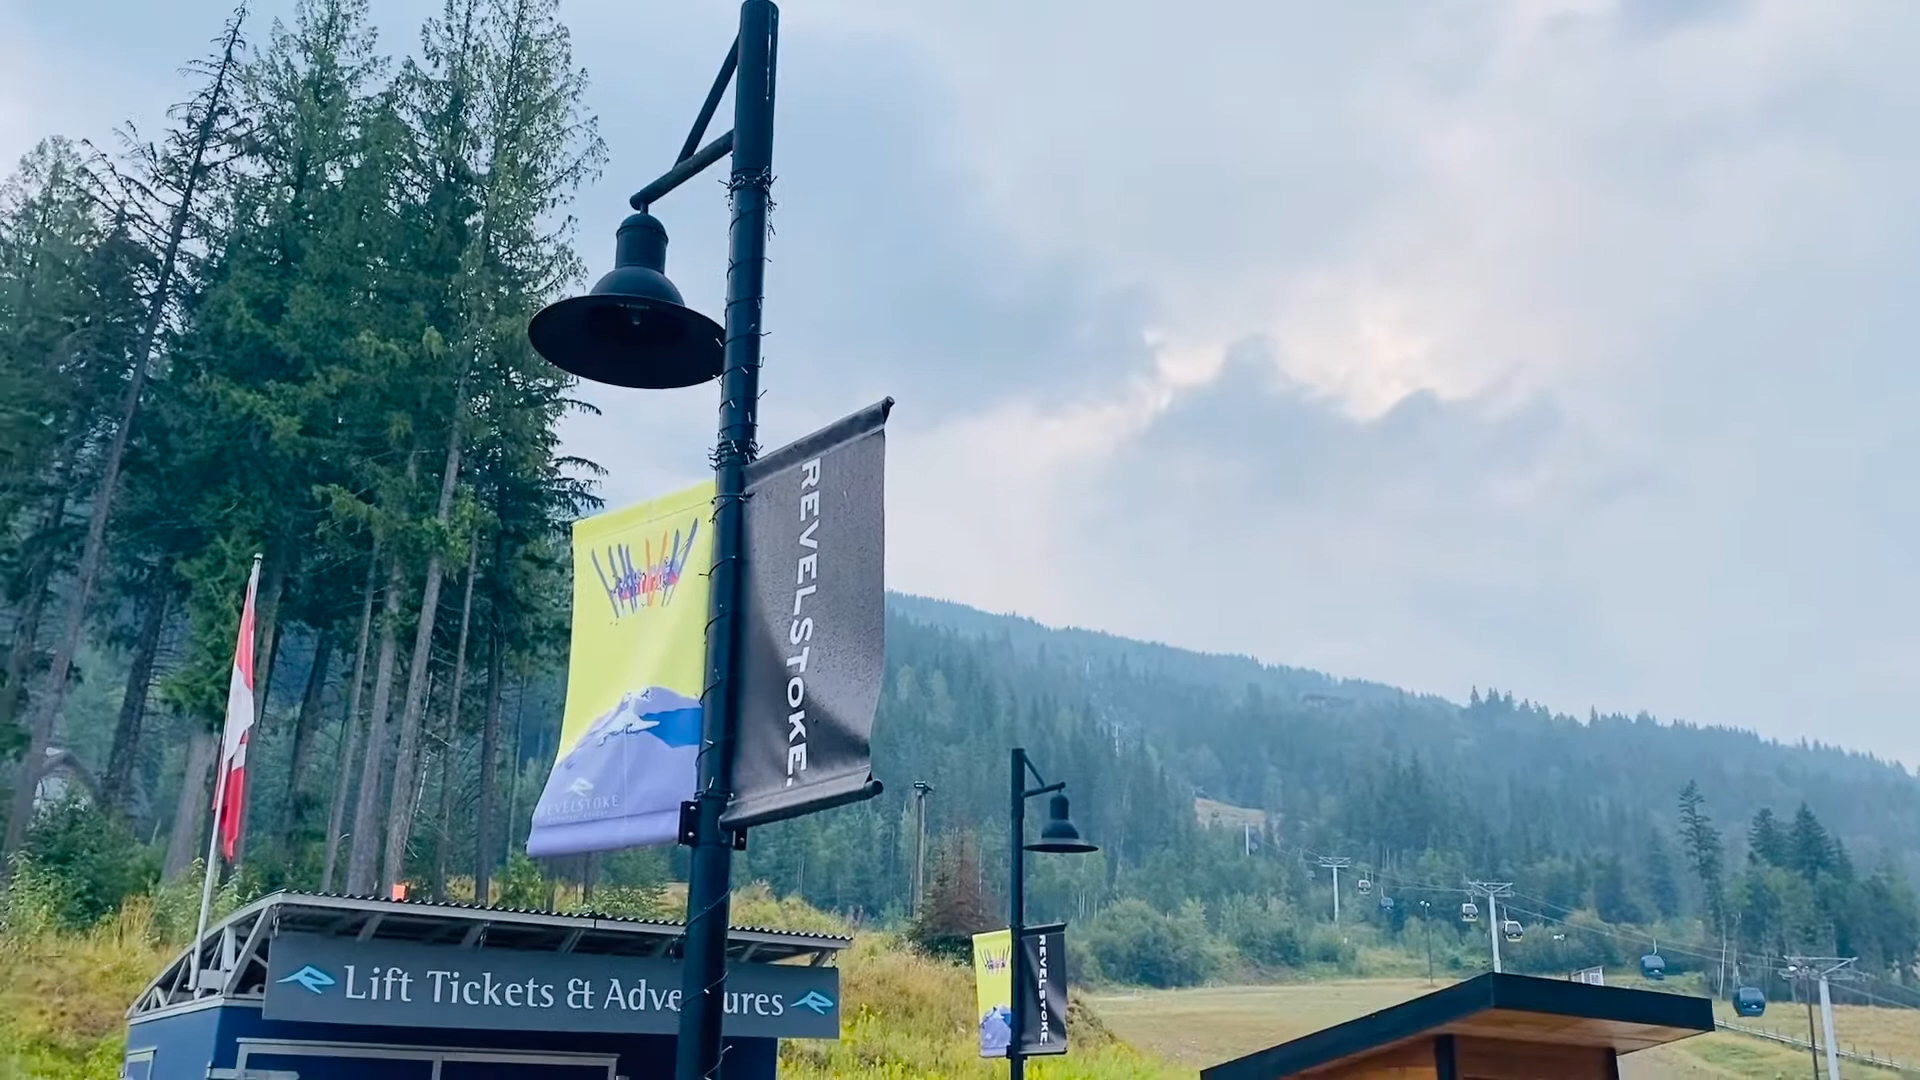 REVELSTOKE.
REVELSTOKE
Lift Tickets & Adventures
REVELSTOKE.